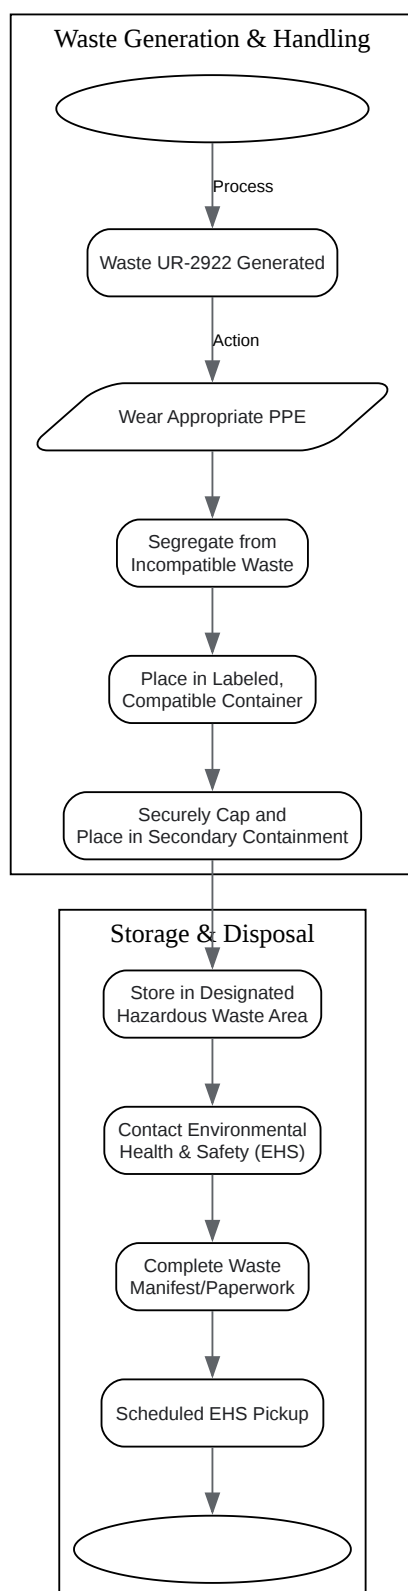 Waste Generation & Handling
Process
Waste UR-2922 Generated
Action
Wear Appropriate PPE
Segregate from
Incompatible Waste
Place in Labeled,
Compatible Container
Securely Cap and
Place in Secondary Containment
Storage & Disposal
Store in Designated
Hazardous Waste Area
Contact Environmental
Health & Safety (EHS)
Complete Waste
Manifest/Paperwork
Scheduled EHS Pickup